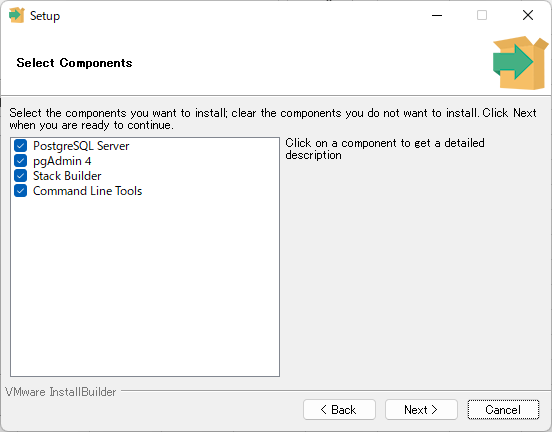 Setup
Select Components
Select the components you want to install; clear the components you do not want to install. Click Next
when you are ready to continue.
PostgreSQL Server
pgAdmin 4
Stack Builder
Command Line Tools
Click on a component to get a detailed
description
VMware InstallBuilder
< Back
Next >
Cancel